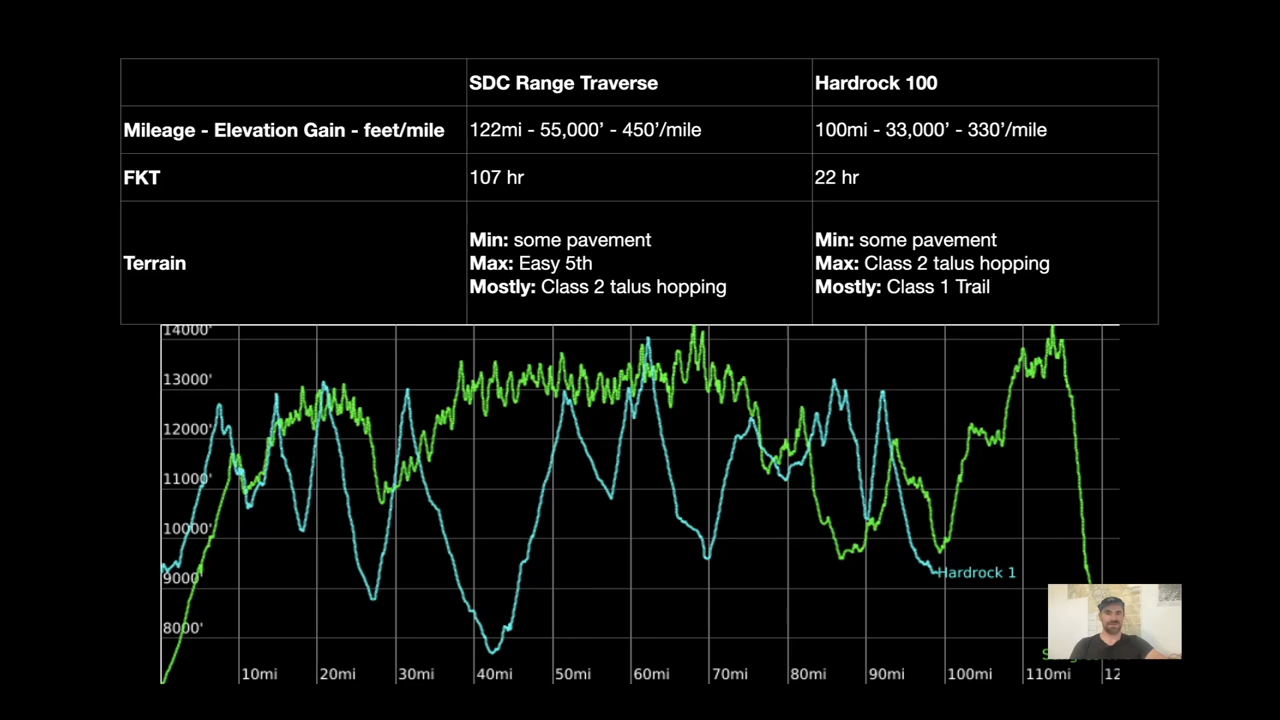 SDC Range Traverse Hardrock 100
Mileage - Elevation Gain - feet/mile 122mi - 55,000’ - 450’/mile 100mi - 33,000’ - 330’/mile
FKT 107 hr 22 hr
Terrain
Min: some pavement
Max: Easy 5th
Mostly: Class 2 talus hopping
Min: some pavement
Max: Class 2 talus hopping
Mostly: Class 1 Trail
14000'
13000'
12000'
11000'
10000'
9000'
8000'
Hardrock 1
10mi 20mi 30mi 40mi 50mi 60mi 70mi 80mi 90mi 100mi 110mi 12